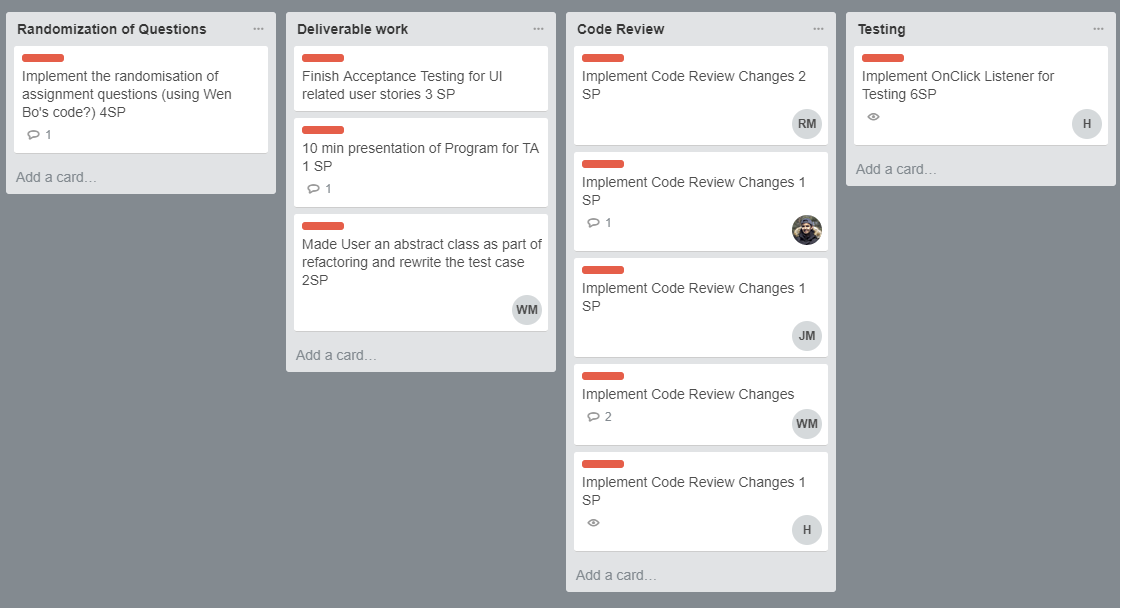 Randomization of Questions
Implement the randomisation of
assignment questions (using Wen
Bo's code?) 4SP
1
Add a card…
Deliverable work
Finish Acceptance Testing for UI
related user stories 3 SP
10 min presentation of Program for TA
1 SP
1
Made User an abstract class as part of
refactoring and rewrite the test case
2SP
WM
Add a card…
Code Review
Implement Code Review Changes 2
SP
RM
Implement Code Review Changes 1
SP
1
Implement Code Review Changes 1
SP
JM
Implement Code Review Changes
2
WM
Implement Code Review Changes 1
SP
H
Add a card…
Testing
Implement OnClick Listener for
Testing 6SP
H
Add a card…